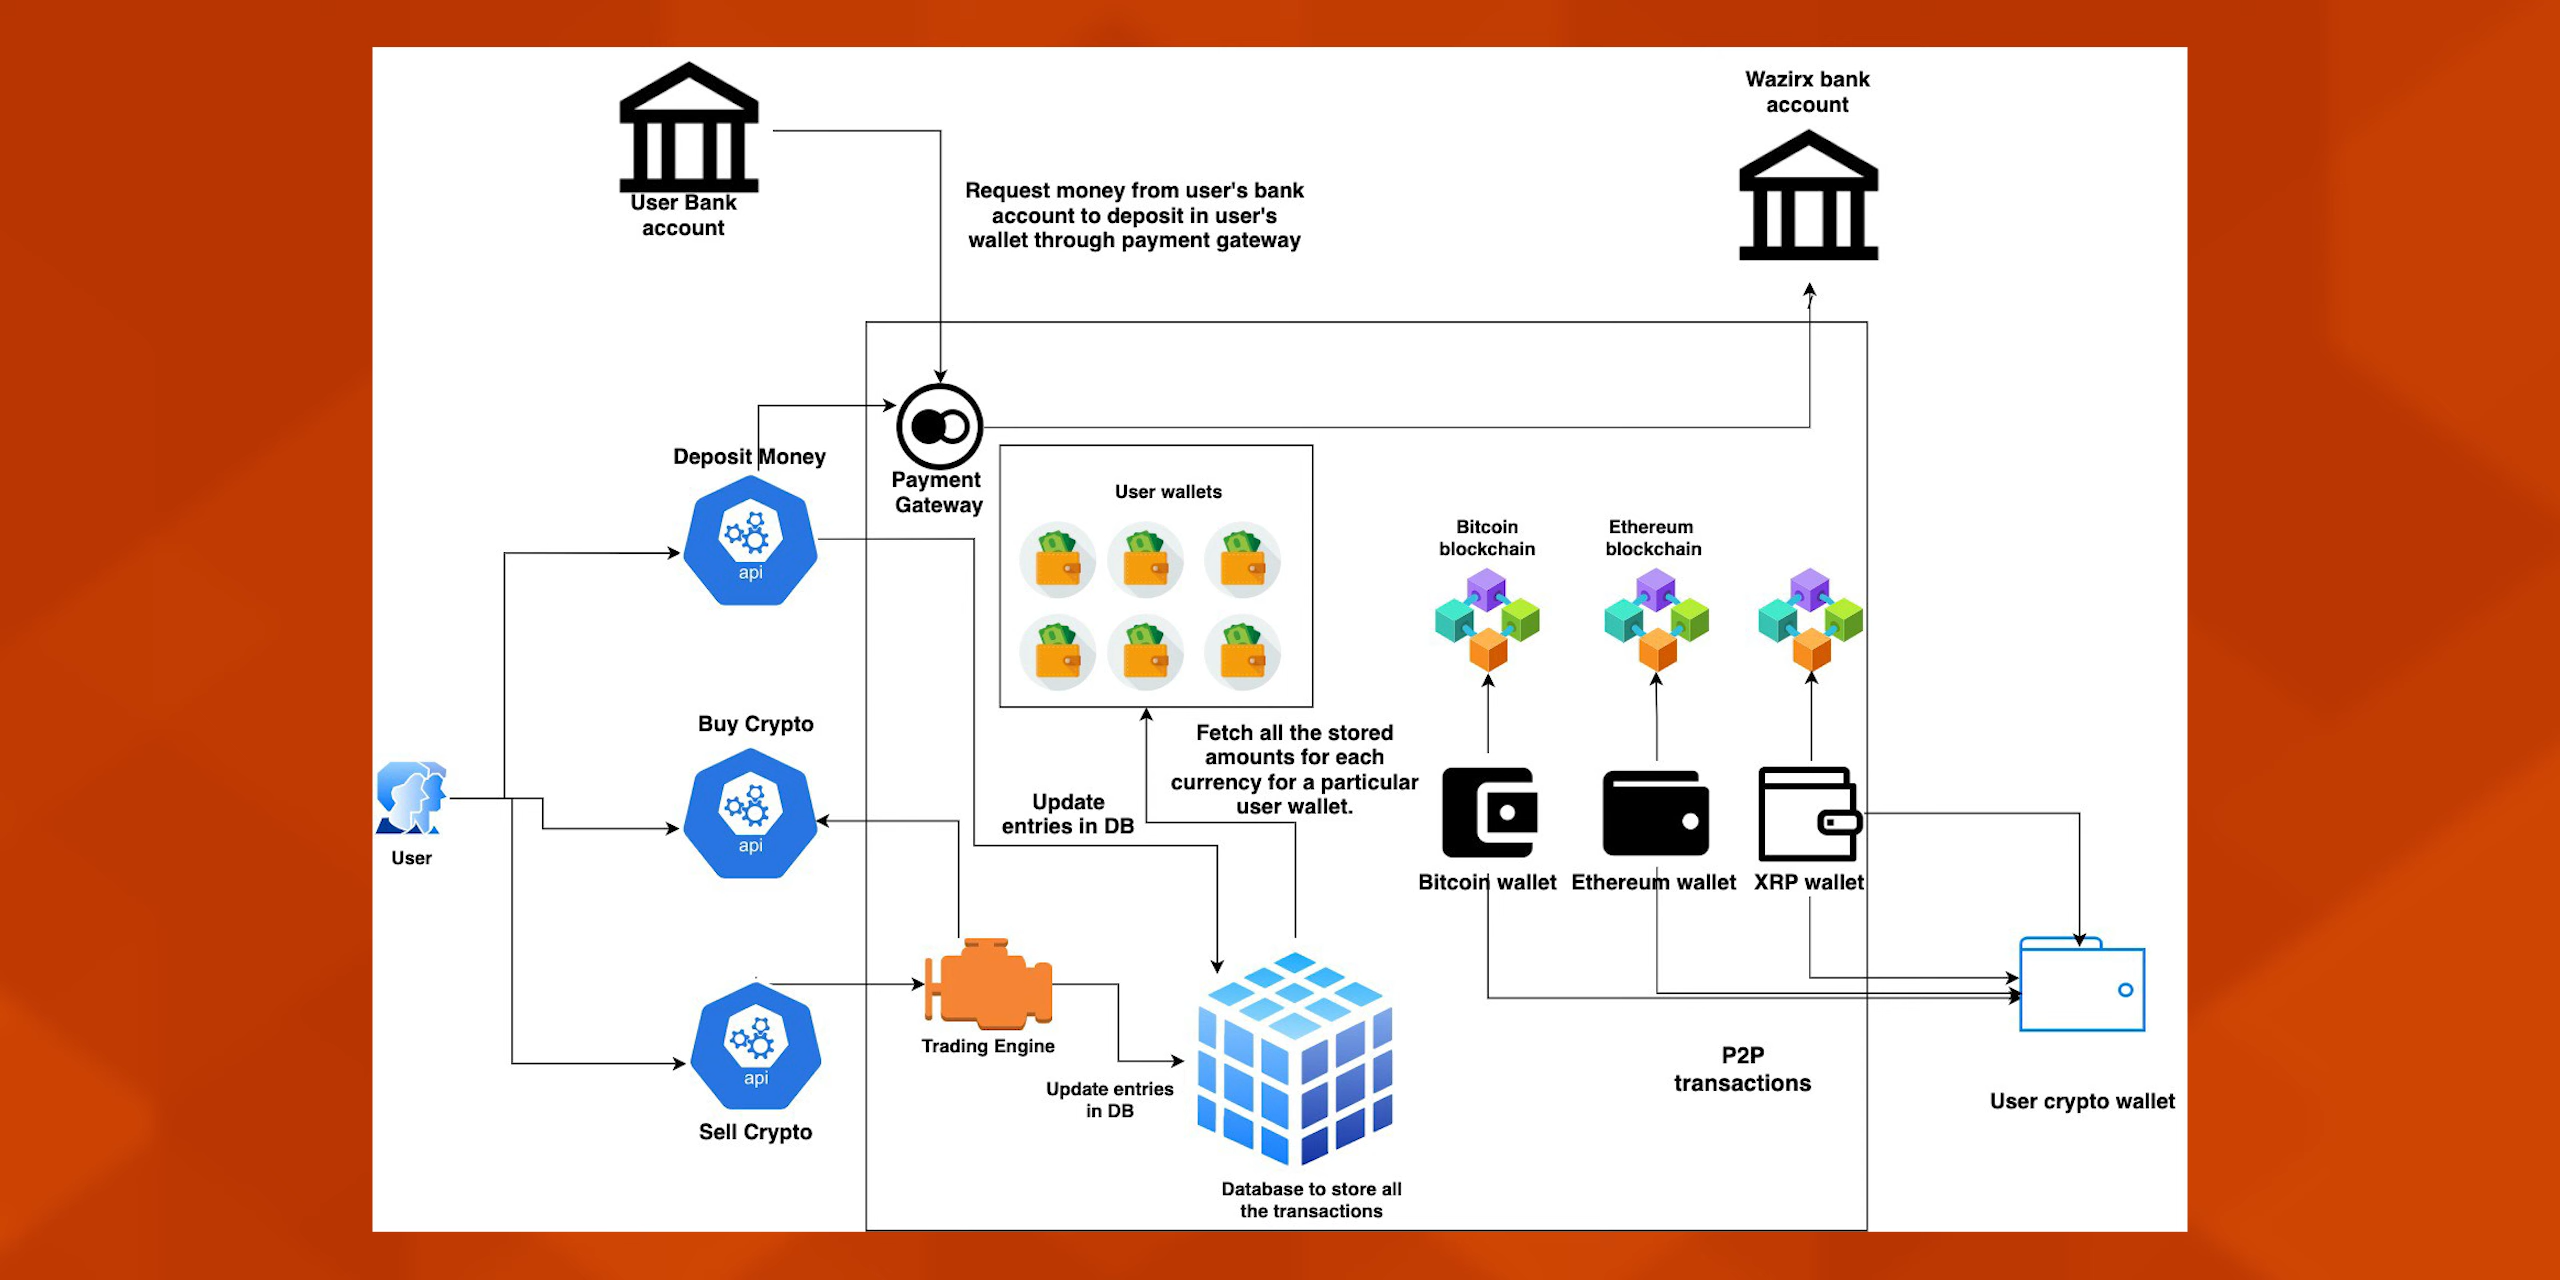 Wazirx bank
account
User Bank
account
Request money from user's bank
account to deposit in user's
wallet through payment gateway
Deposit Money
api
Payment
Gateway
User wallets
Bitcoin
blockchain
Ethereum
blockchain
Buy Crypto
api
Fetch all the stored
amounts for each
currency for a particular
user wallet.
Update
entries in DB
User
Bitcoin wallet
Ethereum wallet
XRP wallet
Trading Engine
api
Sell Crypto
Update entries
in DB
P2P
transactions
User crypto wallet
Database to store all
the transactions